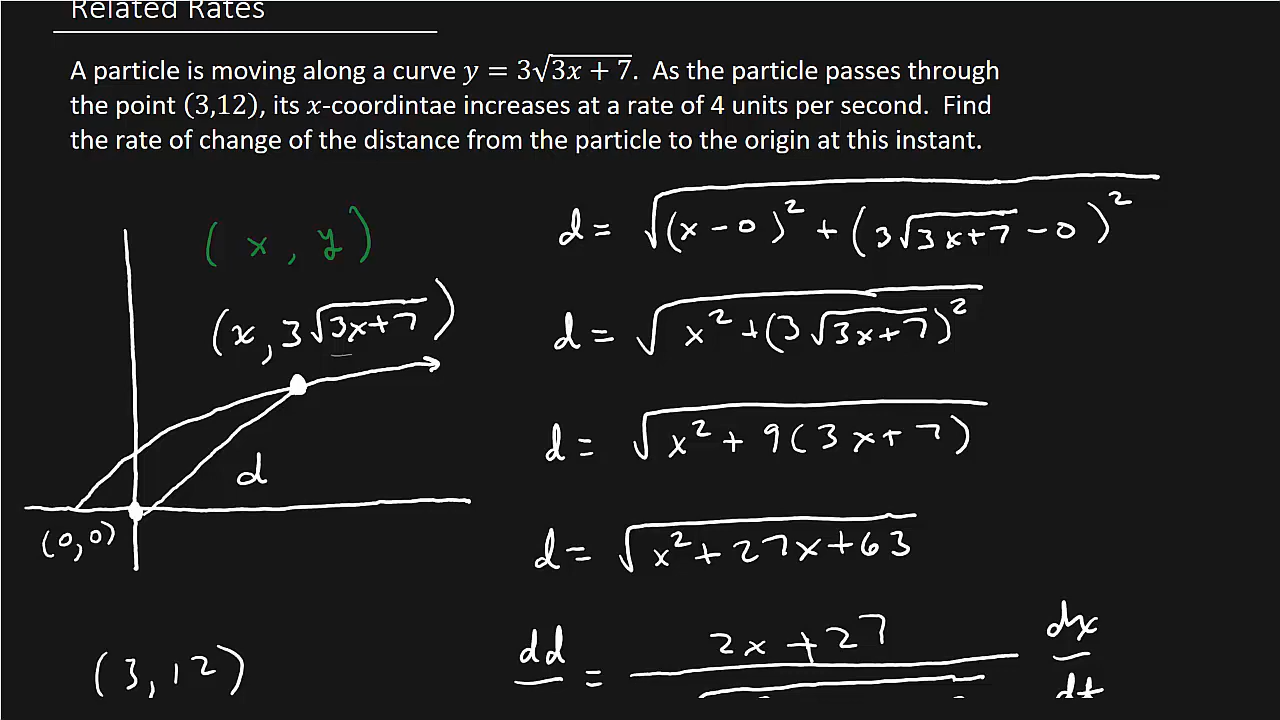 Related Rates
A particle is moving along a curve y = 3√(3x + 7). As the particle passes through
the point (3,12), its x-coordintae increases at a rate of 4 units per second. Find
the rate of change of the distance from the particle to the origin at this instant.
(x, y)
(x, 3√(3x+7))
d
(0,0)
(3,12)
d = √((x-0)² + (3√(3x+7) - 0)²)
d = √(x² + (3√(3x+7))²)
d = √(x² + 9(3x+7))
d = √(x² + 27x + 63)
dd = 2x + 27 dx
dt